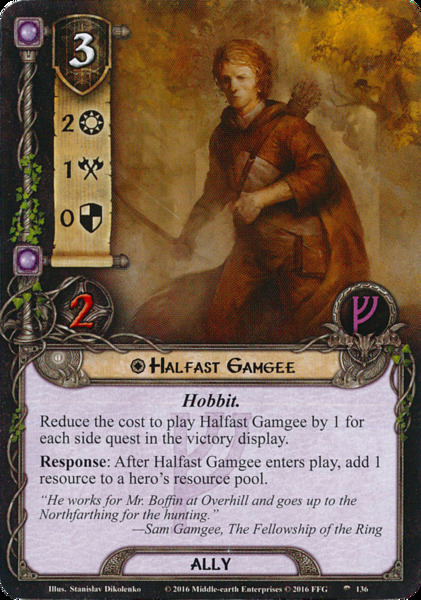 3
2
1
0
2
HALFAST GAMGEE
Hobbit.
Reduce the cost to play Halfast Gamgee by 1 for
each side quest in the victory display.
Response: After Halfast Gamgee enters play, add 1
resource to a hero's resource pool.
“He works for Mr. Boffin at Overhill and goes up to the
Northfarthing for the hunting.”
—Sam Gamgee, The Fellowship of the Ring
ALLY
Illus. Stanislav Dikolenko ©2016 Middle-earth Enterprises ©2016 FFG 136